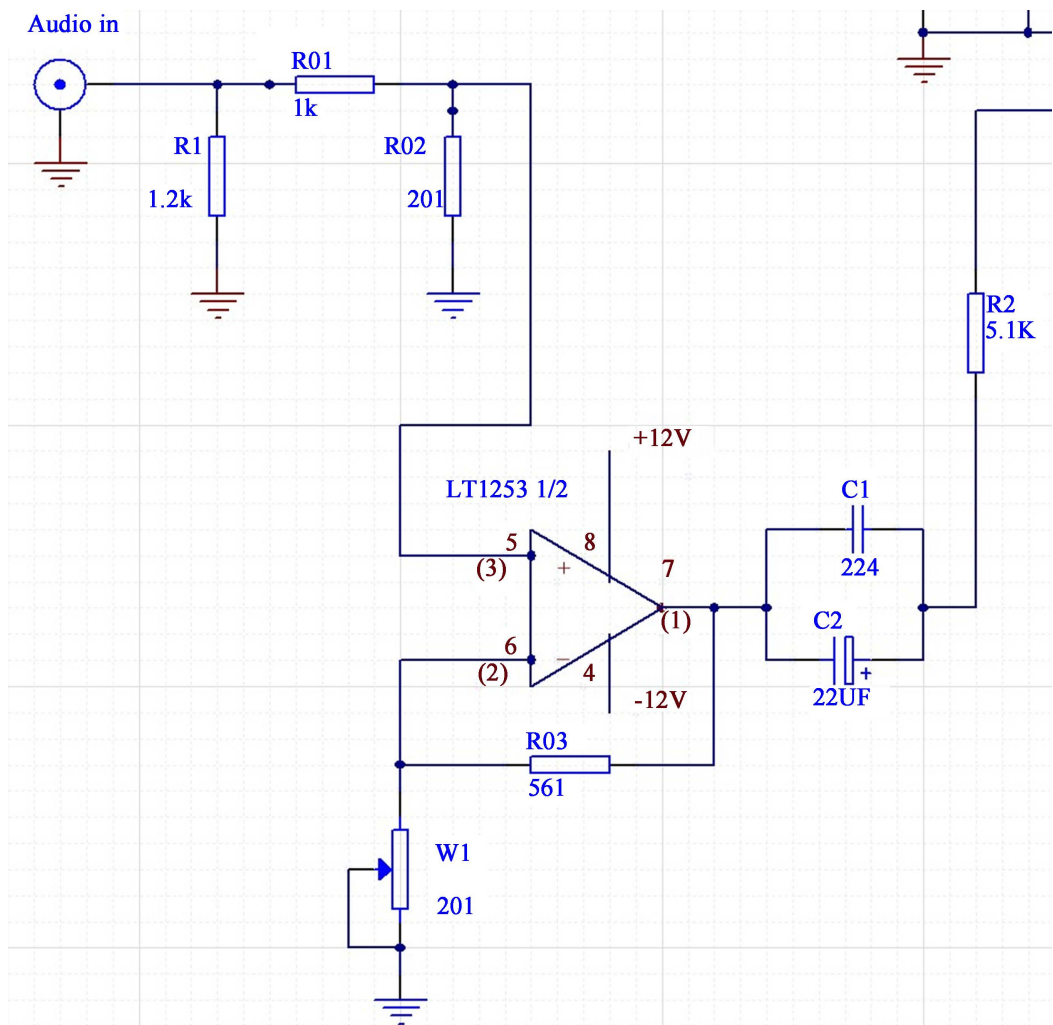 Audio in
R01
1k
R1
1.2k
R02
201
R2
5.1K
+12V
LT1253 1/2
5
(3)
8
+
7
(1)
6
(2)
−
4
-12V
C1
224
C2
+
22UF
R03
561
W1
201